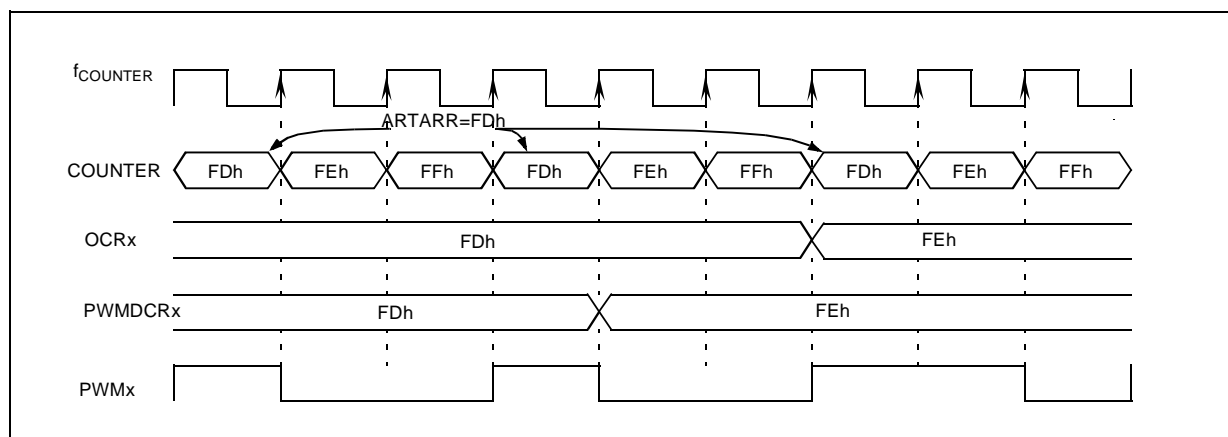 fCOUNTER
ARTARR=FDh
COUNTER FDh FEh FFh FDh FEh FFh FDh FEh FFh
OCRx FDh FEh
PWMDCRx FDh FEh
PWMx